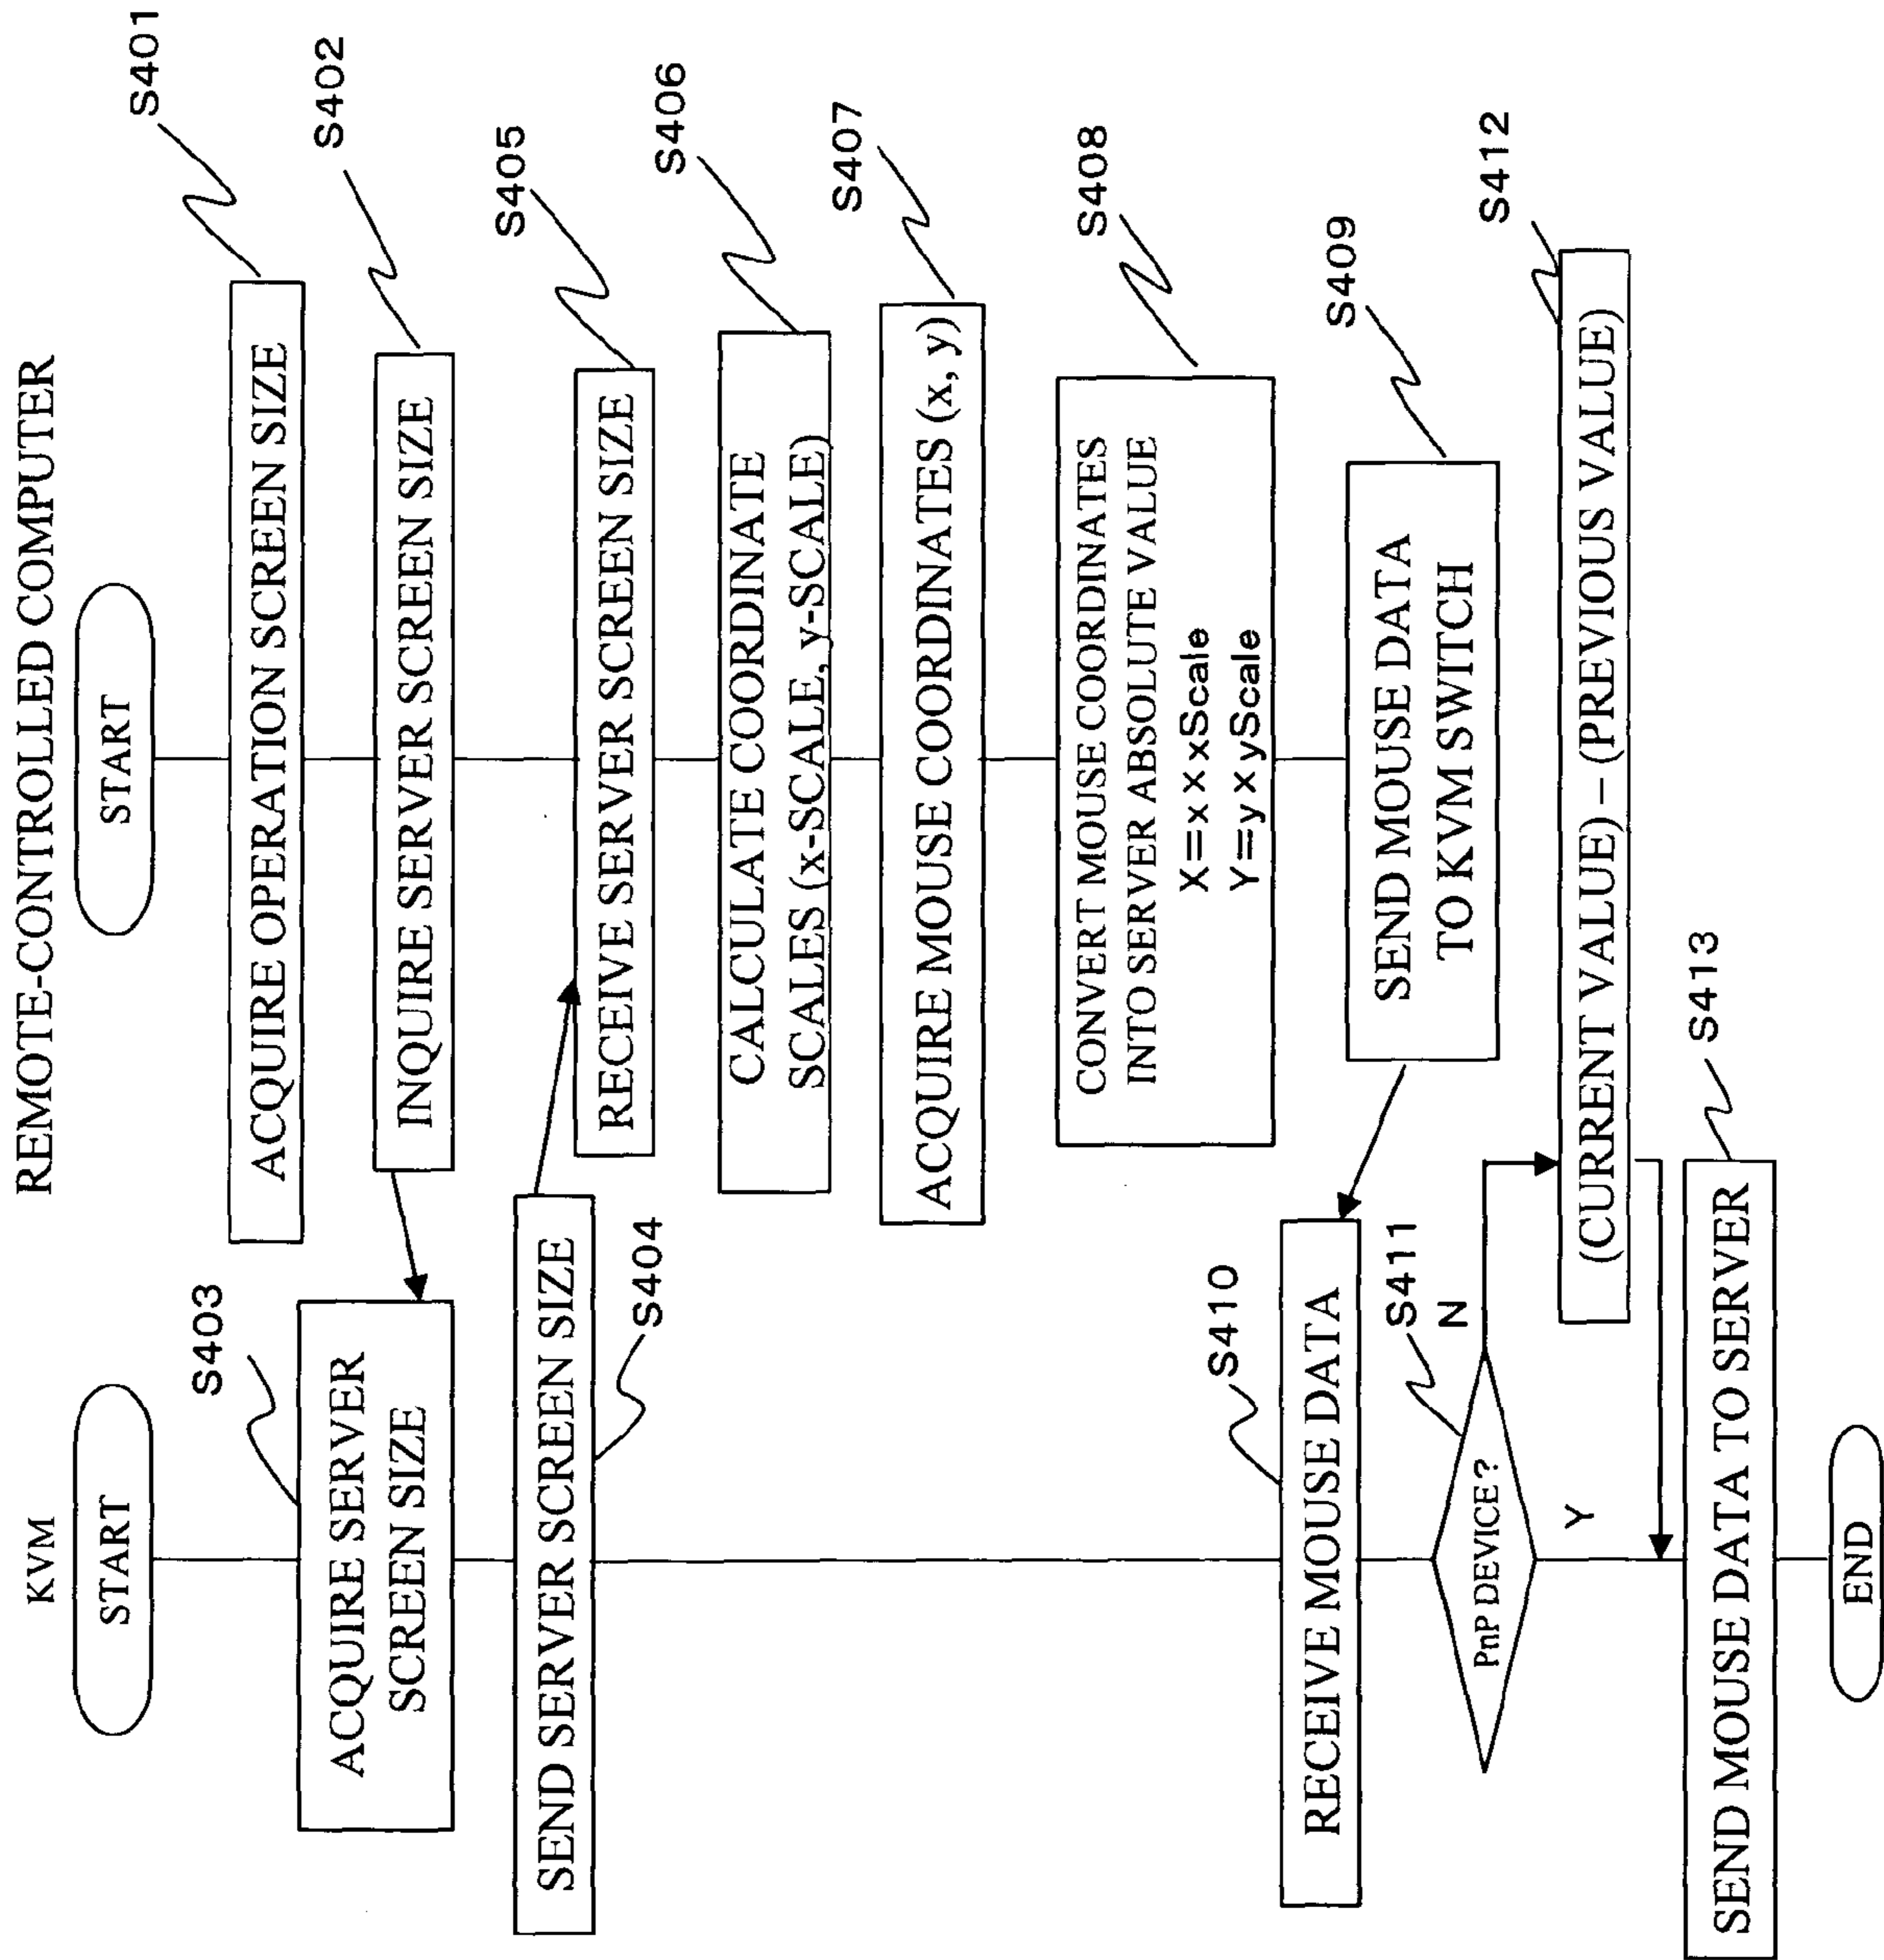 KVM
START
ACQUIRE SERVER
SCREEN SIZE
S403
SEND SERVER SCREEN SIZE
S404
RECEIVE MOUSE DATA
S410
PnP DEVICE?
S411
N
Y
SEND MOUSE DATA TO SERVER
S413
END
REMOTE-CONTROLLED COMPUTER
START
ACQUIRE OPERATION SCREEN SIZE
S401
INQUIRE SERVER SCREEN SIZE
S402
RECEIVE SERVER SCREEN SIZE
S405
CALCULATE COORDINATE
SCALES (x-SCALE, y-SCALE)
S406
ACQUIRE MOUSE COORDINATES (x, y)
S407
CONVERT MOUSE COORDINATES
INTO SERVER ABSOLUTE VALUE
X=x×xScale
Y=y×yScale
S408
SEND MOUSE DATA
TO KVM SWITCH
S409
(CURRENT VALUE) – (PREVIOUS VALUE)
S412